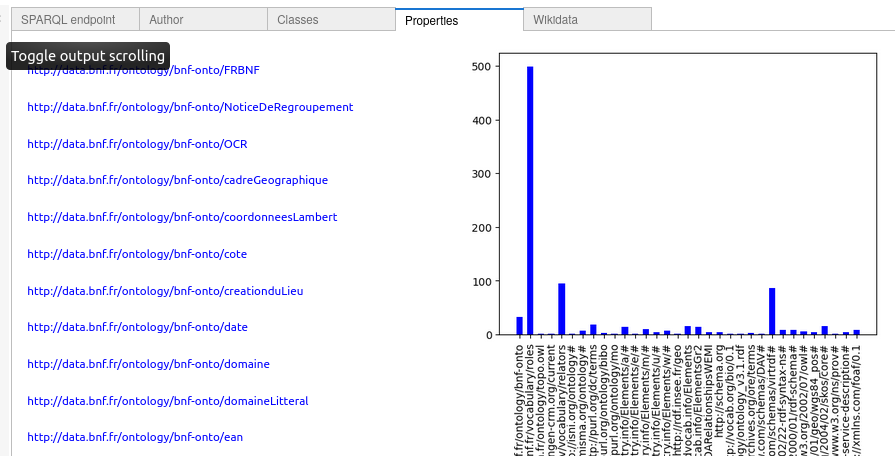 SPARQL endpoint
Author
Classes
Properties
Wikidata
Toggle output scrolling
http://data.bnf.fr/ontology/bnf-onto/FRBNF
http://data.bnf.fr/ontology/bnf-onto/NoticeDeRegroupement
http://data.bnf.fr/ontology/bnf-onto/OCR
http://data.bnf.fr/ontology/bnf-onto/cadreGeographique
http://data.bnf.fr/ontology/bnf-onto/coordonneesLambert
http://data.bnf.fr/ontology/bnf-onto/cote
http://data.bnf.fr/ontology/bnf-onto/creationduLieu
http://data.bnf.fr/ontology/bnf-onto/date
http://data.bnf.fr/ontology/bnf-onto/domaine
http://data.bnf.fr/ontology/bnf-onto/domaineLitteral
http://data.bnf.fr/ontology/bnf-onto/ean
500
400
300
200
100
0
.fr/ontology/bnf-onto
nf.fr/vocabulary/roles
.fr/ontology/topo.owl
ngen-crm.org/current
y/vocabulary/relators
://isni.org/ontology#
misma.org/ontology#
://purl.org/dc/terms
url.org/ontology/bibo
purl.org/ontology/mo
try.info/Elements/a/#
try.info/Elements/e/#
try.info/Elements/m/#
try.info/Elements/u/#
try.info/Elements/w/#
http://rdf.insee.fr/geo
dvocab.info/Elements
cab.info/ElementsGr2
DARelationshipsWEMI
http://schema.org
://vocab.org/bio/0.1
gy/ontology_v3.1.rdf
rchives.org/ore/terms
.com/schemas/DAV#
om/schemas/virtrdf#
02/22-rdf-syntax-ns#
2000/01/rdf-schema#
w3.org/2002/07/owl#
/01/geo/wgs84_pos#
/2004/02/skos/core#
www.w3.org/ns/prov#
-service-description#
://xmlns.com/foaf/0.1